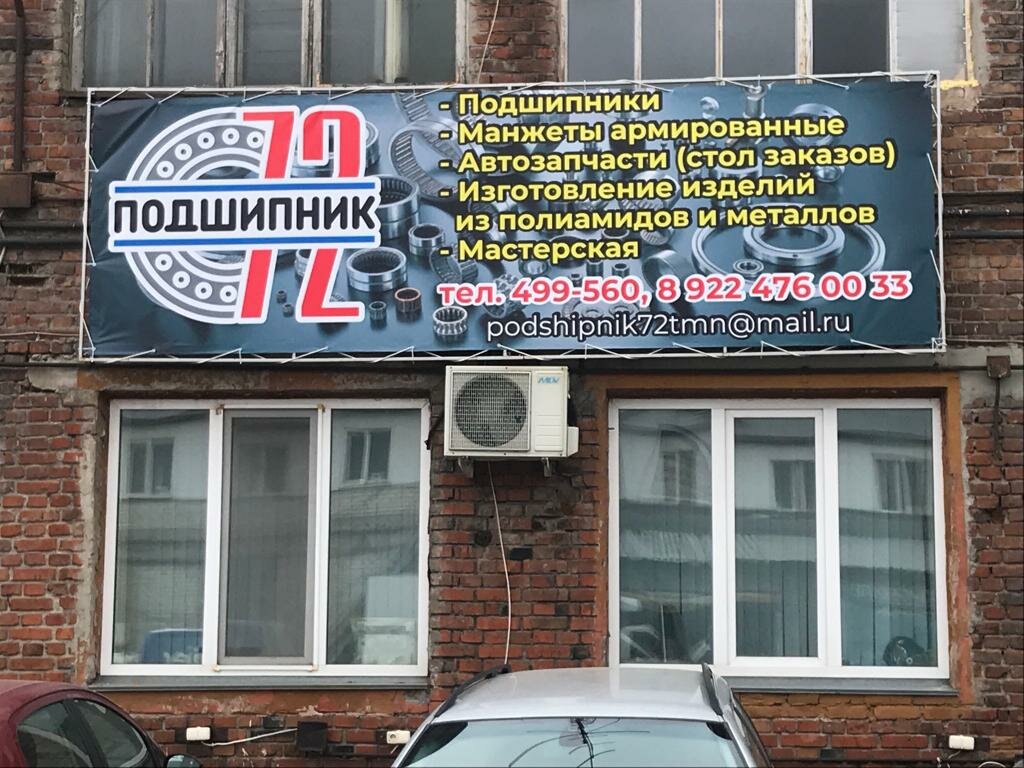 72
ПОДШИПНИК
- Подшипники
- Манжеты армированные
- Автозапчасти (стол заказов)
- Изготовление изделий
из полиамидов и металлов
- Мастерская
тел. 499-560, 8 922 476 00 33
podshipnik72tmn@mail.ru
MDV